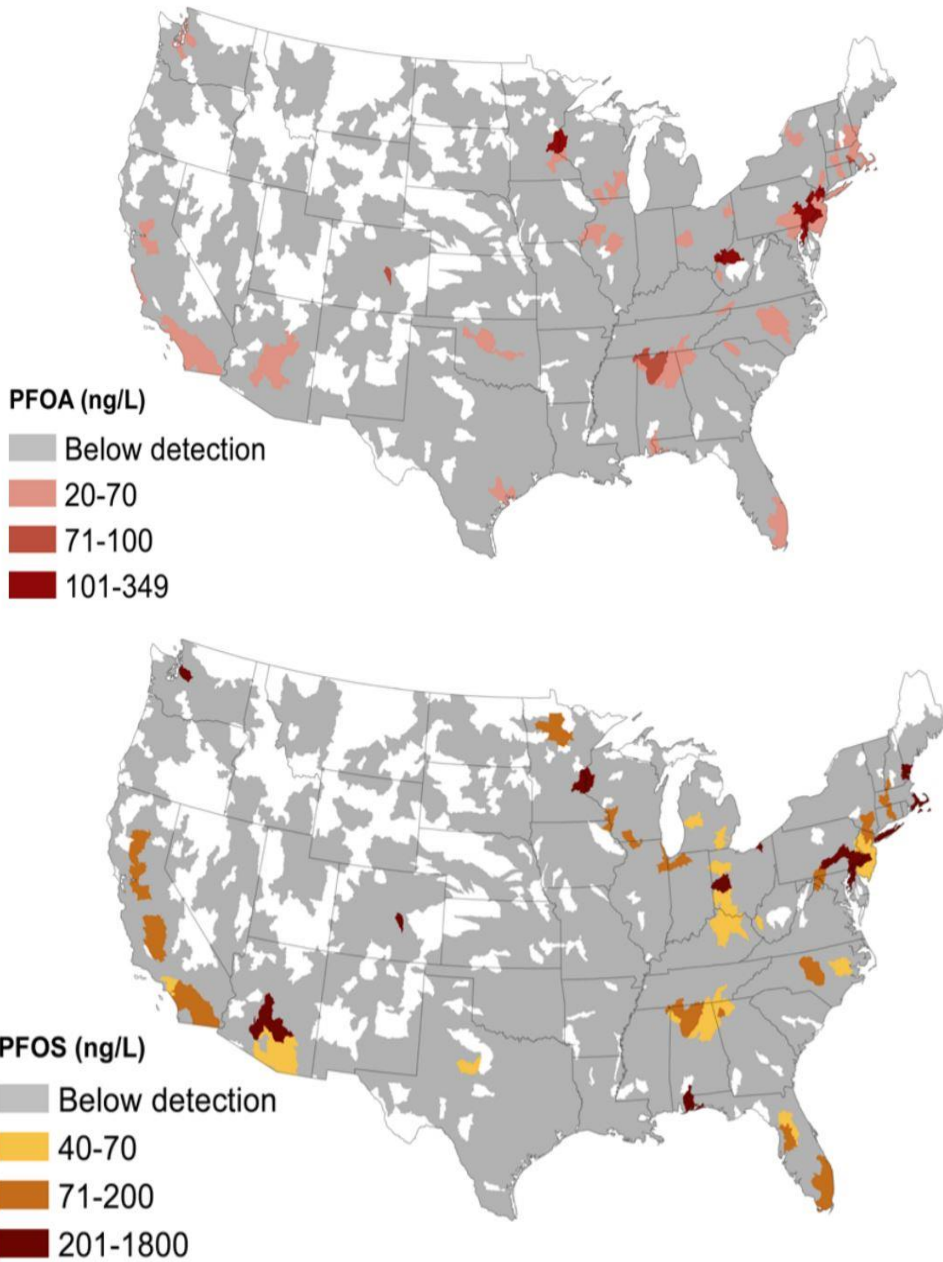 PFOA (ng/L)
Below detection
20-70
71-100
101-349
PFOS (ng/L)
Below detection
40-70
71-200
201-1800